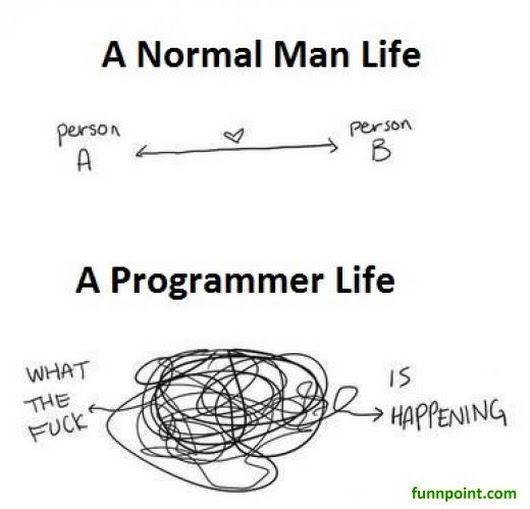 A Normal Man Life
person
A
person
B
A Programmer Life
WHAT
THE
FUCK
IS
HAPPENING
funnpoint.com